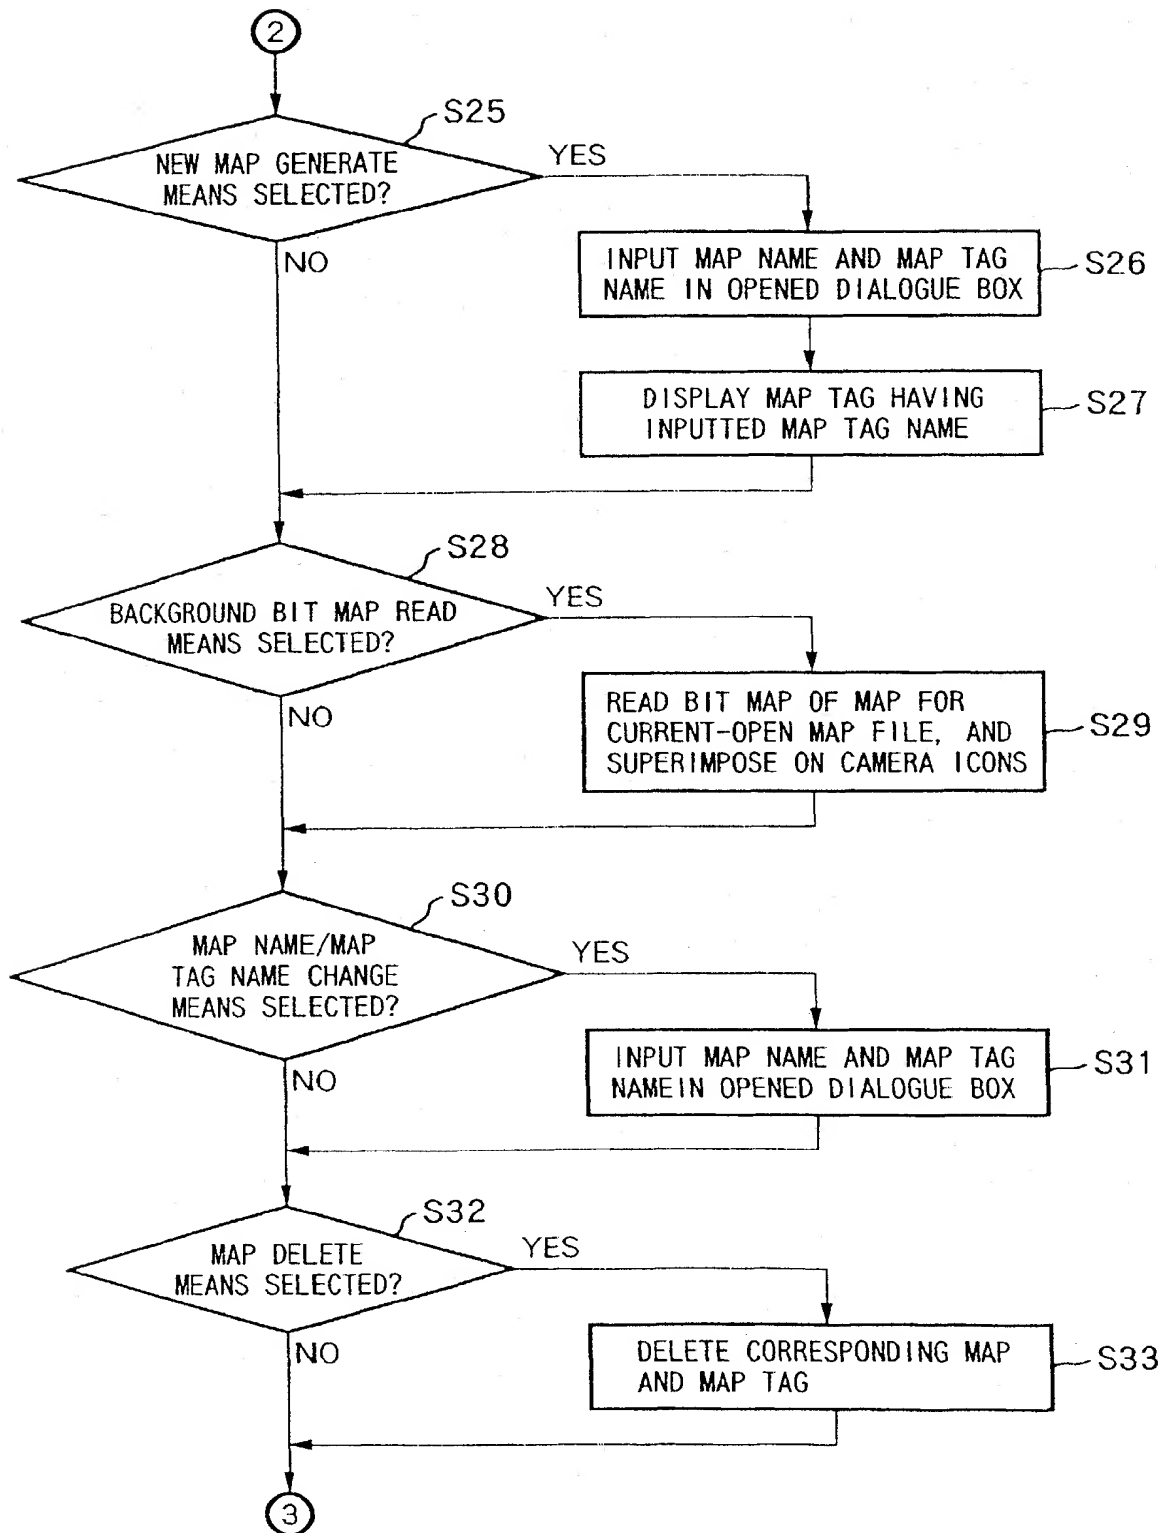 2
S25
NEW MAP GENERATE
MEANS SELECTED?
YES
NO
INPUT MAP NAME AND MAP TAG
NAME IN OPENED DIALOGUE BOX
S26
DISPLAY MAP TAG HAVING
INPUTTED MAP TAG NAME
S27
S28
BACKGROUND BIT MAP READ
MEANS SELECTED?
YES
NO
READ BIT MAP OF MAP FOR
CURRENT-OPEN MAP FILE, AND
SUPERIMPOSE ON CAMERA ICONS
S29
S30
MAP NAME/MAP
TAG NAME CHANGE
MEANS SELECTED?
YES
NO
INPUT MAP NAME AND MAP TAG
NAMEIN OPENED DIALOGUE BOX
S31
S32
MAP DELETE
MEANS SELECTED?
YES
NO
DELETE CORRESPONDING MAP
AND MAP TAG
S33
3